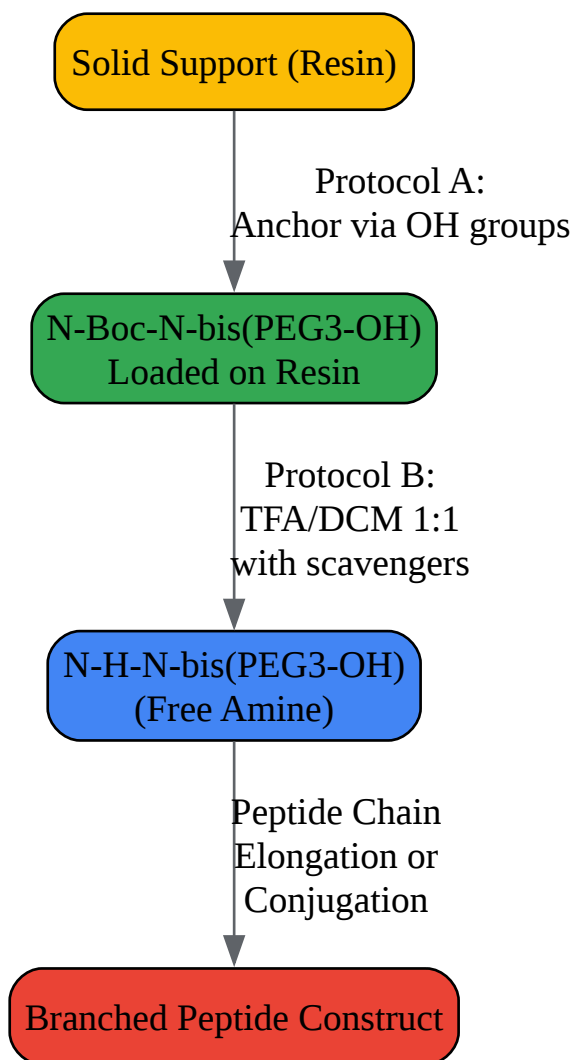 Solid Support (Resin)
Protocol A:
Anchor via OH groups
N-Boc-N-bis(PEG3-OH)
Loaded on Resin
Protocol B:
TFA/DCM 1:1
with scavengers
N-H-N-bis(PEG3-OH)
(Free Amine)
Peptide Chain
Elongation or
Conjugation
Branched Peptide Construct